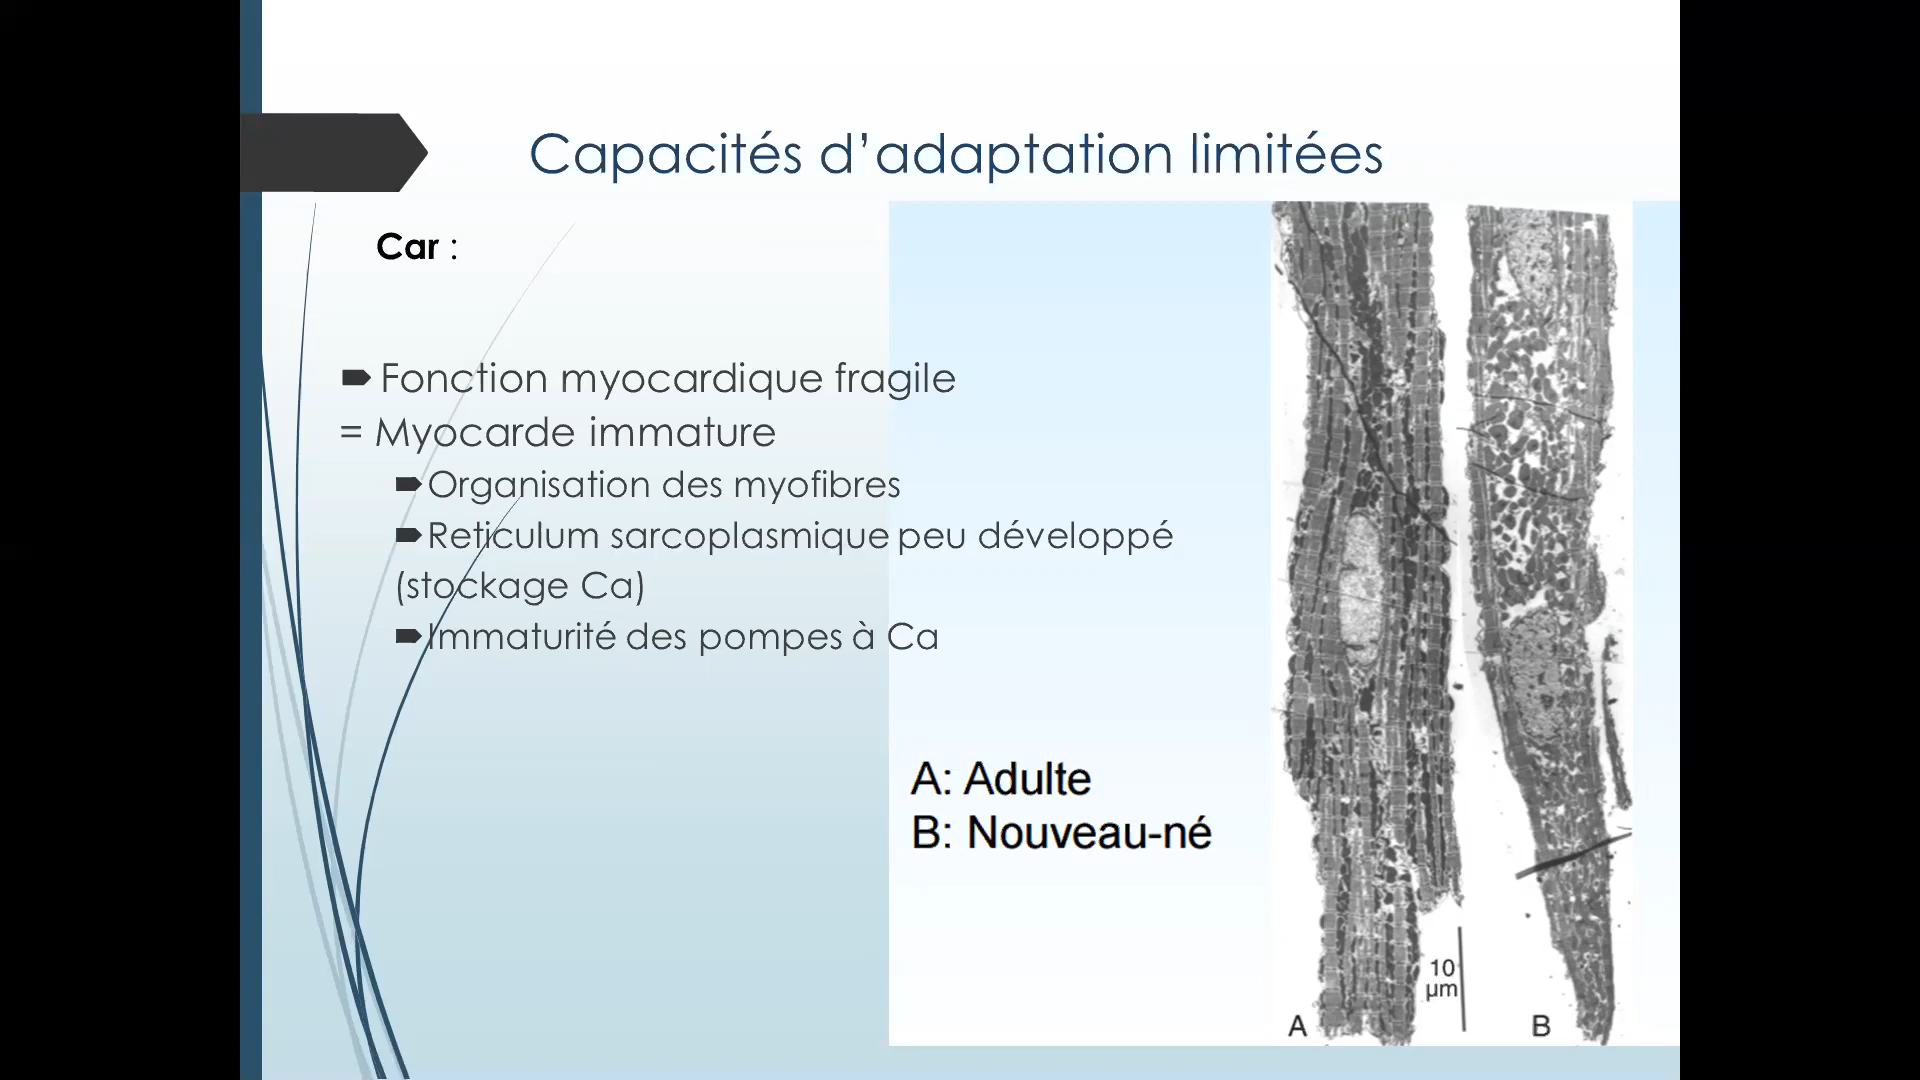 Capacités d’adaptation limitées
Car :
Fonction myocardique fragile
= Myocarde immature
Organisation des myofibres
Reticulum sarcoplasmique peu développé
(stockage Ca)
Immaturité des pompes à Ca
A: Adulte
B: Nouveau-né
10
µm
A
B